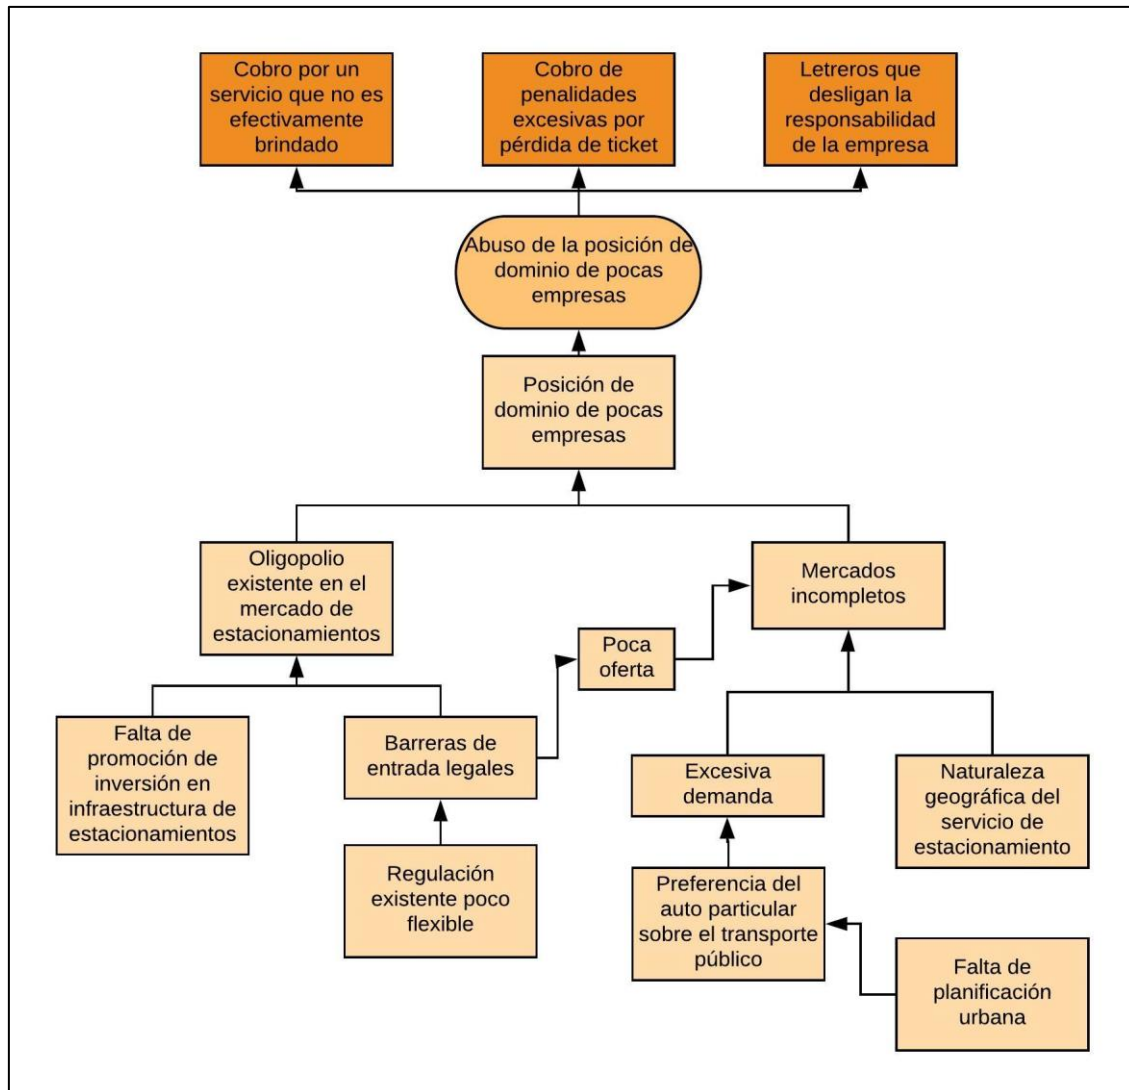 Cobro por un
servicio que no es
efectivamente
brindado
Cobro de
penalidades
excesivas por
pérdida de ticket
Letreros que
desligan la
responsabilidad
de la empresa
Abuso de la posición de
dominio de pocas
empresas
Posición de
dominio de pocas
empresas
Oligopolio
existente en el
mercado de
estacionamientos
Mercados
incompletos
Poca
oferta
Falta de
promoción de
inversión en
infraestructura de
estacionamientos
Barreras de
entrada legales
Excesiva
demanda
Naturaleza
geográfica del
servicio de
estacionamiento
Regulación
existente poco
flexible
Preferencia del
auto particular
sobre el transporte
público
Falta de
planificación
urbana